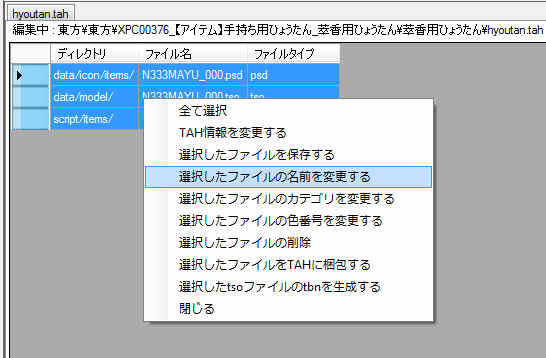 hyoutan.tah
編集中 : 東方¥東方¥XPC00376_【アイテム】手持ち用ひょうたん_萃香用ひょうたん¥萃香用ひょうたん¥hyoutan.tah
ディレクトリ ファイル名 ファイルタイプ
data/icon/items/ N333MAYU_000.psd psd
data/model/ N333MAYU_000.tso tso
script/items/
全て選択
TAH情報を変更する
選択したファイルを保存する
選択したファイルの名前を変更する
選択したファイルのカテゴリを変更する
選択したファイルの色番号を変更する
選択したファイルの削除
選択したファイルをTAHに梱包する
選択したtsoファイルのtbnを生成する
閉じる